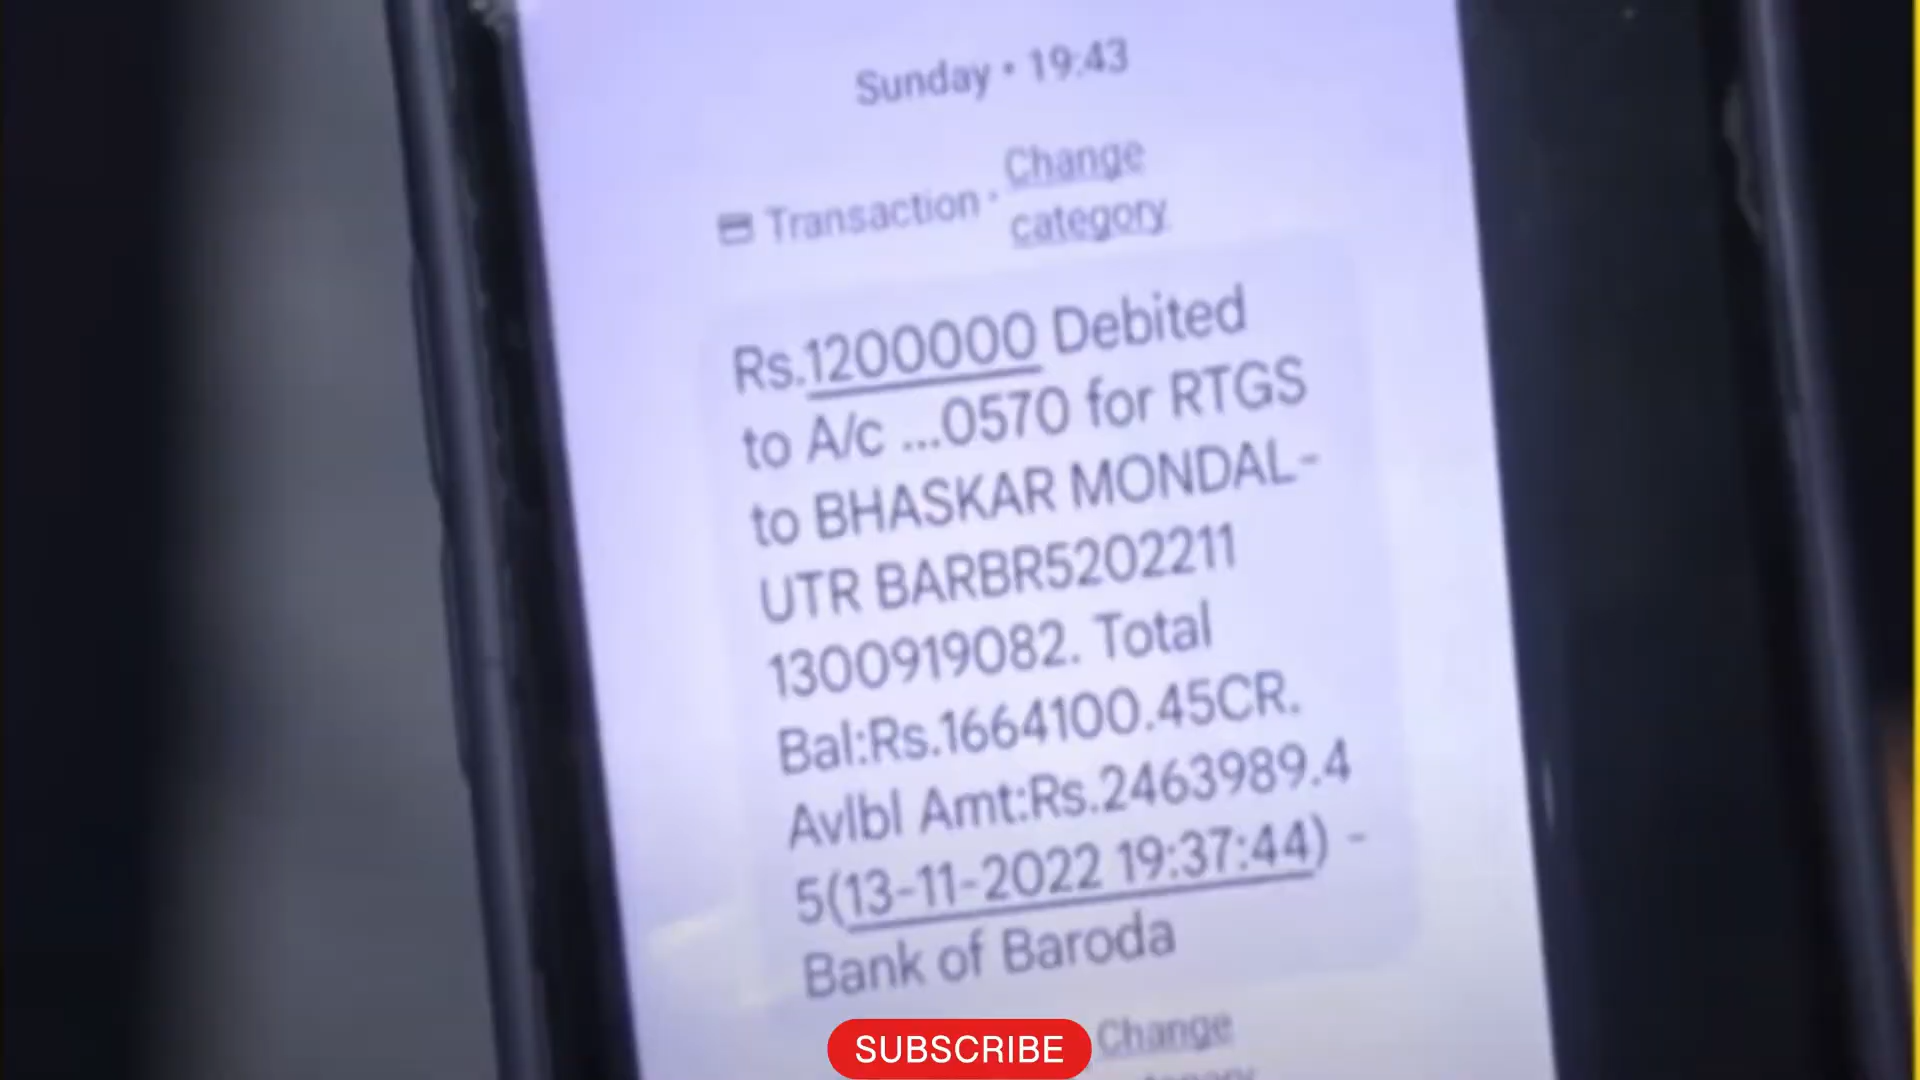 Sunday • 19:43
Transaction · Change
category
Rs.1200000 Debited
to A/c ...0570 for RTGS
to BHASKAR MONDAL-
UTR BARBR5202211
1300919082. Total
Bal:Rs.1664100.45CR.
Avlbl Amt:Rs.2463989.4
5(13-11-2022 19:37:44) -
Bank of Baroda
SUBSCRIBE
Change